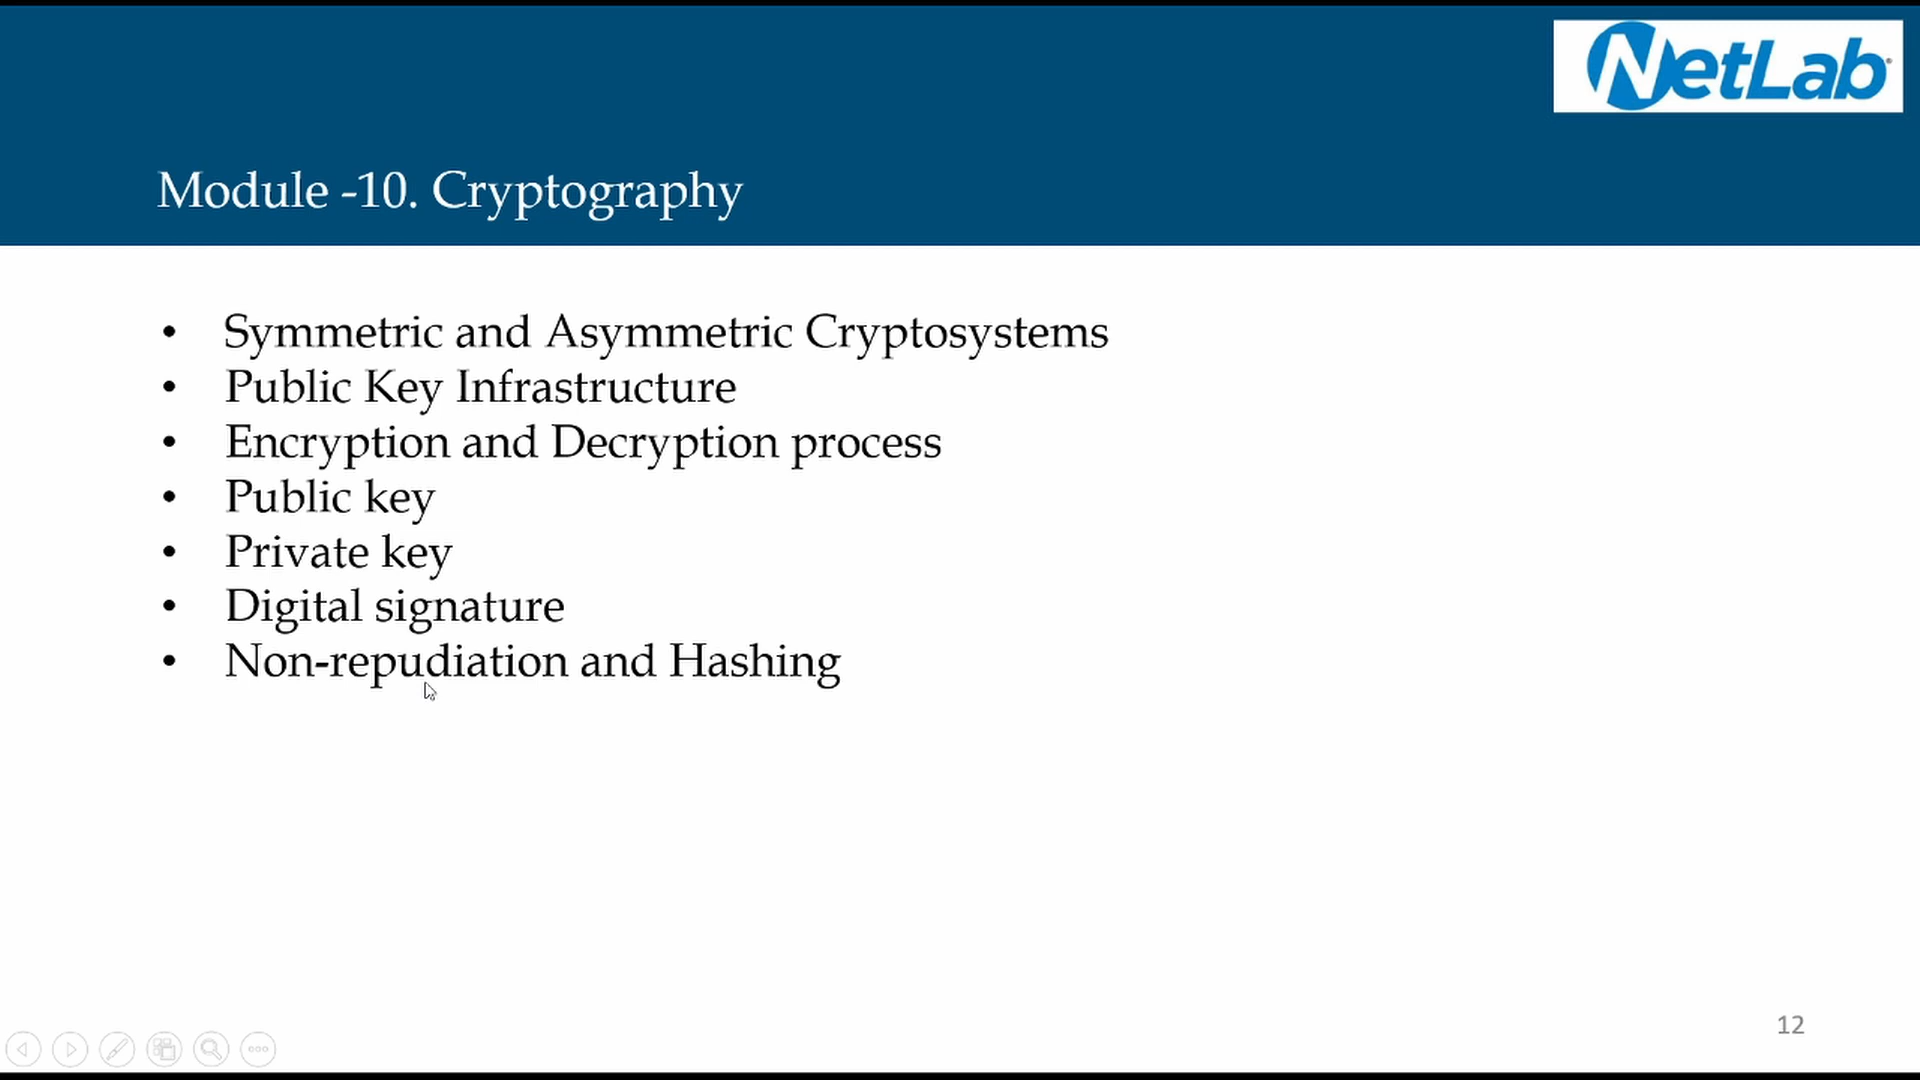 NetLab
Module -10. Cryptography
• Symmetric and Asymmetric Cryptosystems
• Public Key Infrastructure
• Encryption and Decryption process
• Public key
• Private key
• Digital signature
• Non-repudiation and Hashing
12